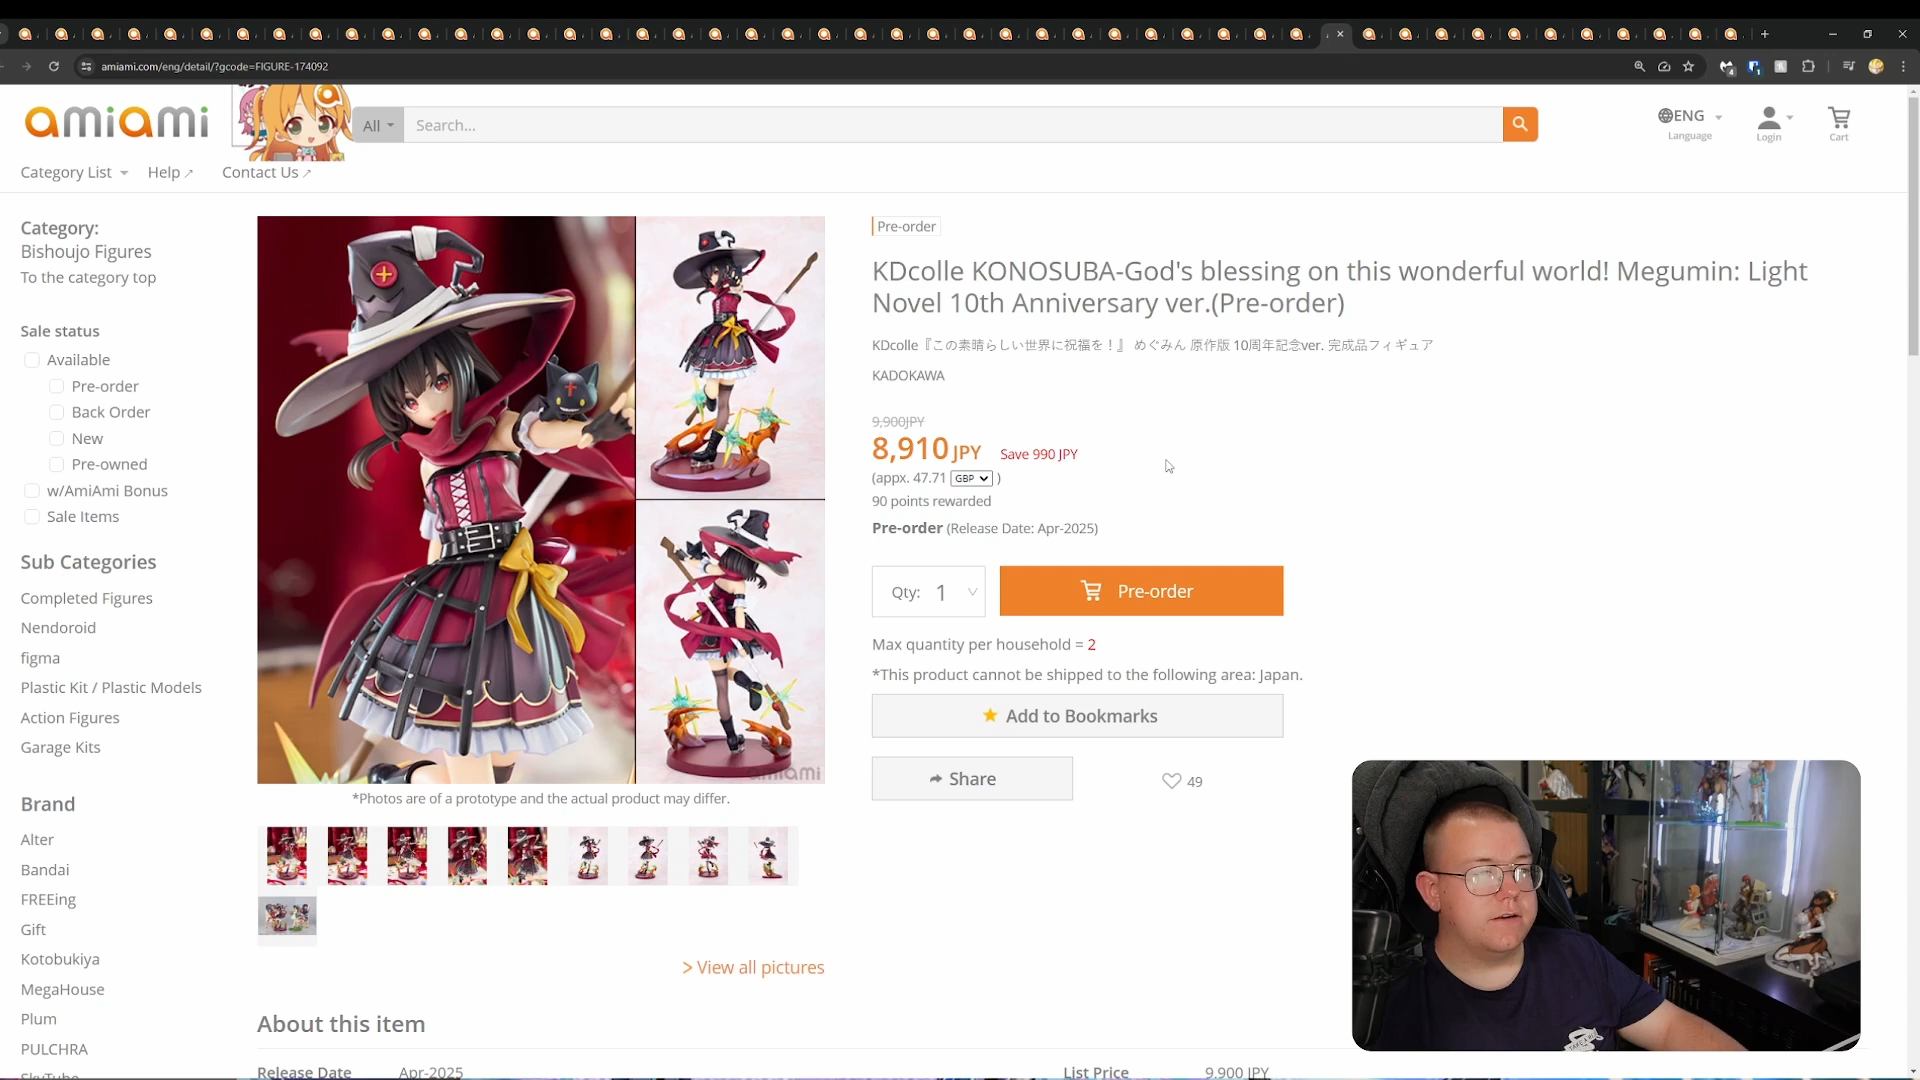 amiami.com/eng/detail/?gcode=FIGURE-174092
amiami
All
Search...
ENG
Language
Login
Cart
Category List
Help
Contact Us
Category:
Bishoujo Figures
To the category top
Sale status
Available
Pre-order
Back Order
New
Pre-owned
w/AmiAmi Bonus
Sale Items
Sub Categories
Completed Figures
Nendoroid
figma
Plastic Kit / Plastic Models
Action Figures
Garage Kits
Brand
Alter
Bandai
FREEing
Gift
Kotobukiya
MegaHouse
Plum
PULCHRA
SkyTube
amiami
*Photos are of a prototype and the actual product may differ.
> View all pictures
Pre-order
KDcolle KONOSUBA-God's blessing on this wonderful world! Megumin: Light
Novel 10th Anniversary ver.(Pre-order)
KDcolle『この素晴らしい世界に祝福を！』 めぐみん 原作版 10周年記念ver. 完成品フィギュア
KADOKAWA
9,900JPY
8,910 JPY Save 990 JPY
(appx. 47.71 GBP )
90 points rewarded
Pre-order (Release Date: Apr-2025)
Qty: 1
Pre-order
Max quantity per household = 2
*This product cannot be shipped to the following area: Japan.
Add to Bookmarks
Share
49
About this item
Release Date Apr-2025
List Price 9,900 JPY